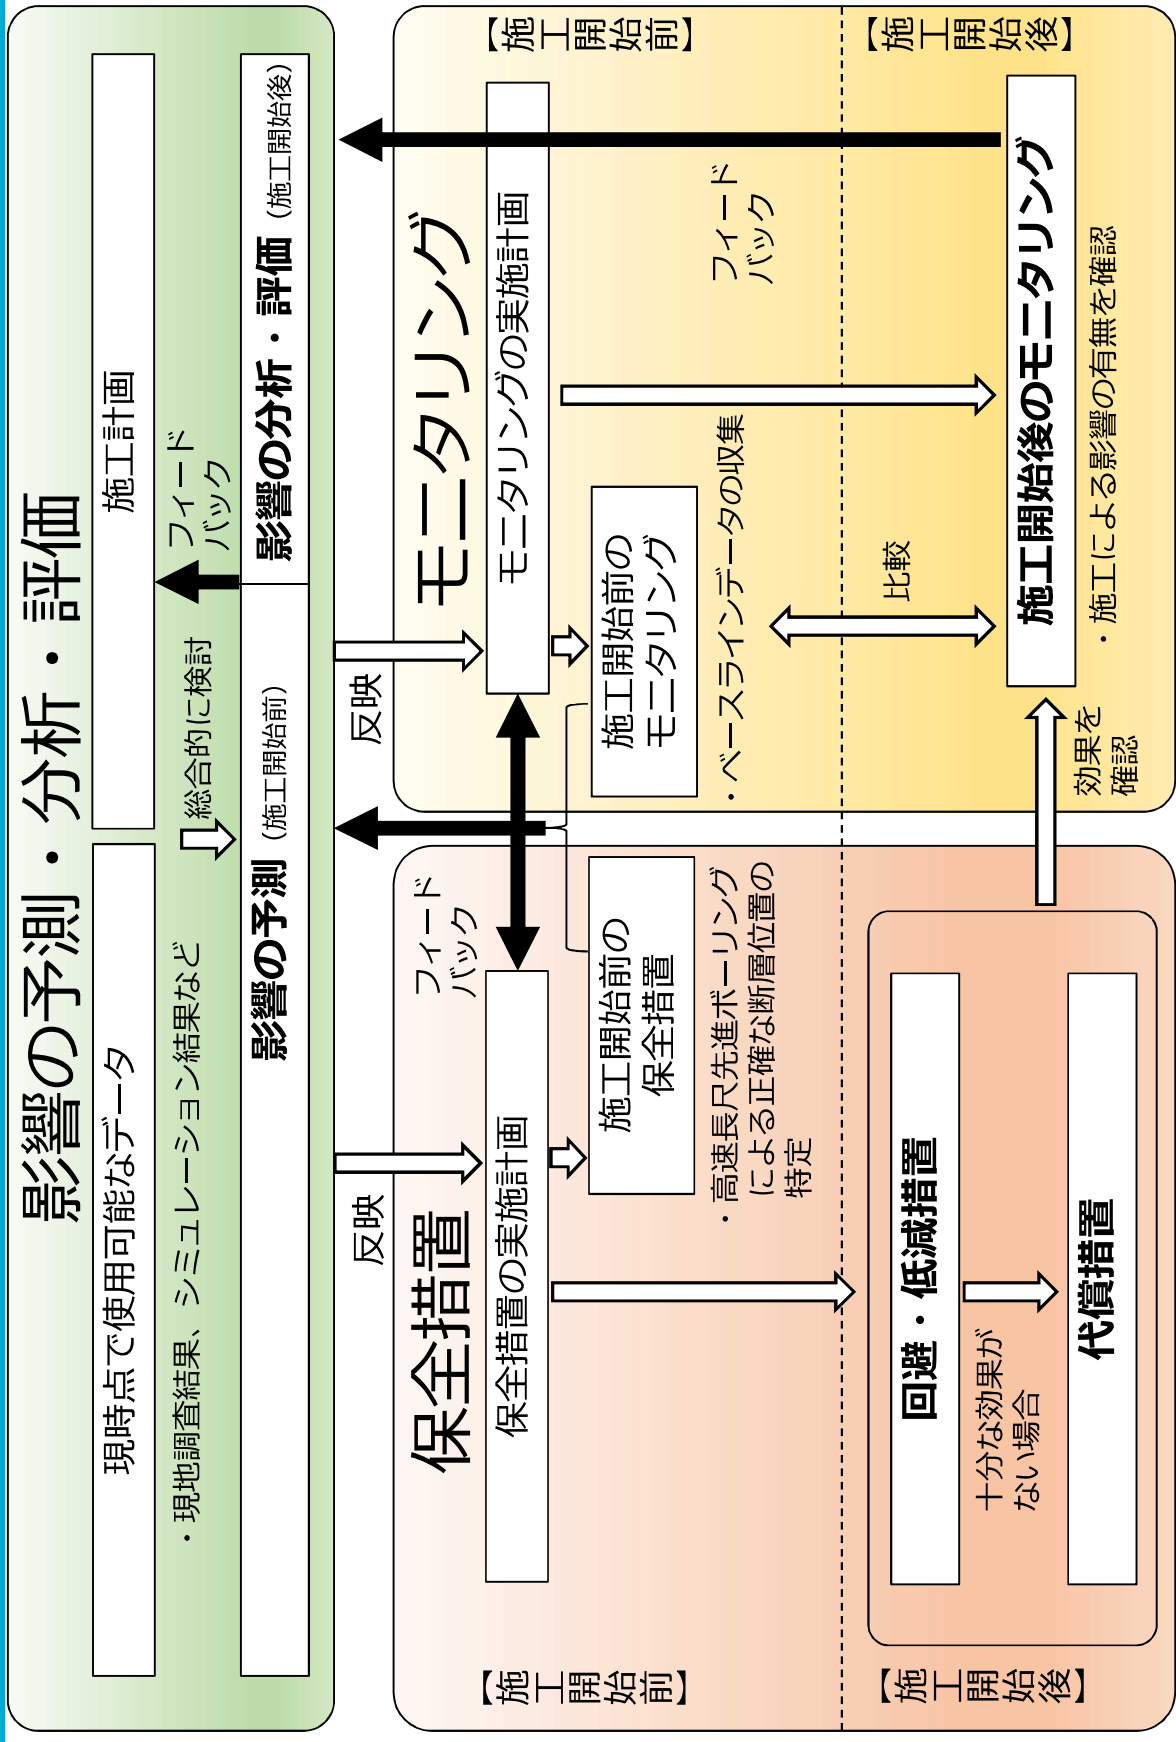 影響の予測・分析・評価
現時点で使用可能なデータ
施工計画
・現地調査結果、シミュレーション結果など
総合的に検討
フィード
バック
影響の予測（施工開始前）
影響の分析・評価（施工開始後）
反映
フィード
バック
反映
保全措置
【施工開始前】
保全措置の実施計画
施工開始前の
保全措置
・高速長尺先進ボーリング
による正確な断層位置の
特定
【施工開始後】
回避・低減措置
十分な効果が
ない場合
代償措置
モニタリング
【施工開始前】
モニタリングの実施計画
施工開始前の
モニタリング
・ベースラインデータの収集
フィード
バック
【施工開始後】
比較
施工開始後のモニタリング
・施工による影響の有無を確認
効果を
確認